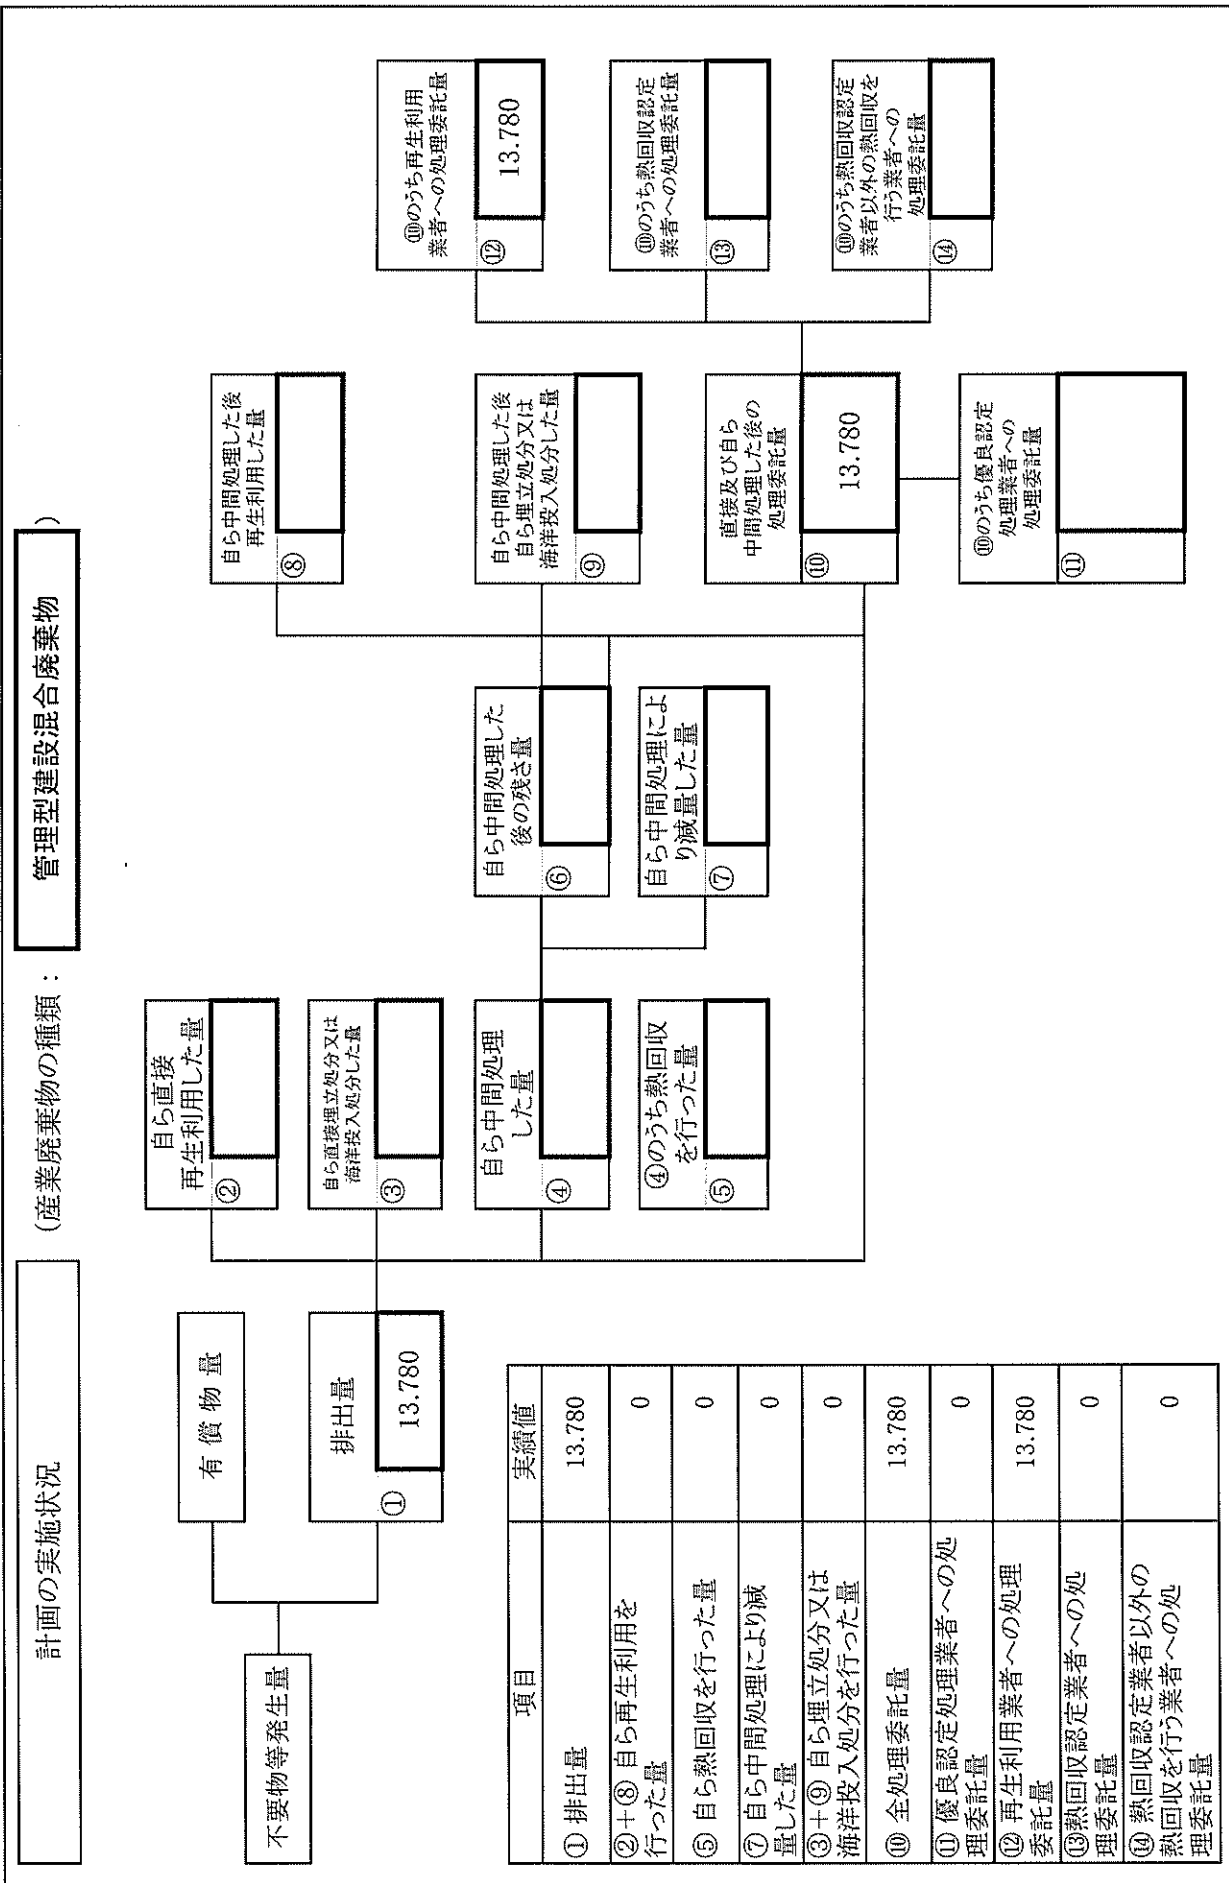 計画の実施状況
(産業廃棄物の種類：
管理型建設混合廃棄物
)
不要物等発生量
有 償 物 量
排出量
①
13.780
自ら直接
再生利用した量
②
自ら直接埋立処分又は
海洋投入処分した量
③
自ら中間処理
した量
④
④のうち熱回収
を行った量
⑤
自ら中間処理した
後の残さ量
⑥
自ら中間処理によ
り減量した量
⑦
自ら中間処理した後
再生利用した量
⑧
自ら中間処理した後
自ら埋立処分又は
海洋投入処分した量
⑨
直接及び自ら
中間処理した後の
処理委託量
⑩
13.780
⑩のうち優良認定
処理業者への
処理委託量
⑪
⑩のうち再生利用
業者への処理委託量
⑫
13.780
⑩のうち熱回収認定
業者への処理委託量
⑬
⑩のうち熱回収認定
業者以外の熱回収を
行う業者への
処理委託量
⑭
項目 実績値
① 排出量 13.780
②＋⑧ 自ら再生利用を
行った量 0
⑤ 自ら熱回収を行った量 0
⑦ 自ら中間処理により減
量した量 0
③＋⑨ 自ら埋立処分又は
海洋投入処分を行った量 0
⑩ 全処理委託量 13.780
⑪ 優良認定処理業者への処
理委託量 0
⑫ 再生利用業者への処理
委託量 13.780
⑬熱回収認定業者への処
理委託量 0
⑭ 熱回収認定業者以外の
熱回収を行う業者への処
理委託量 0